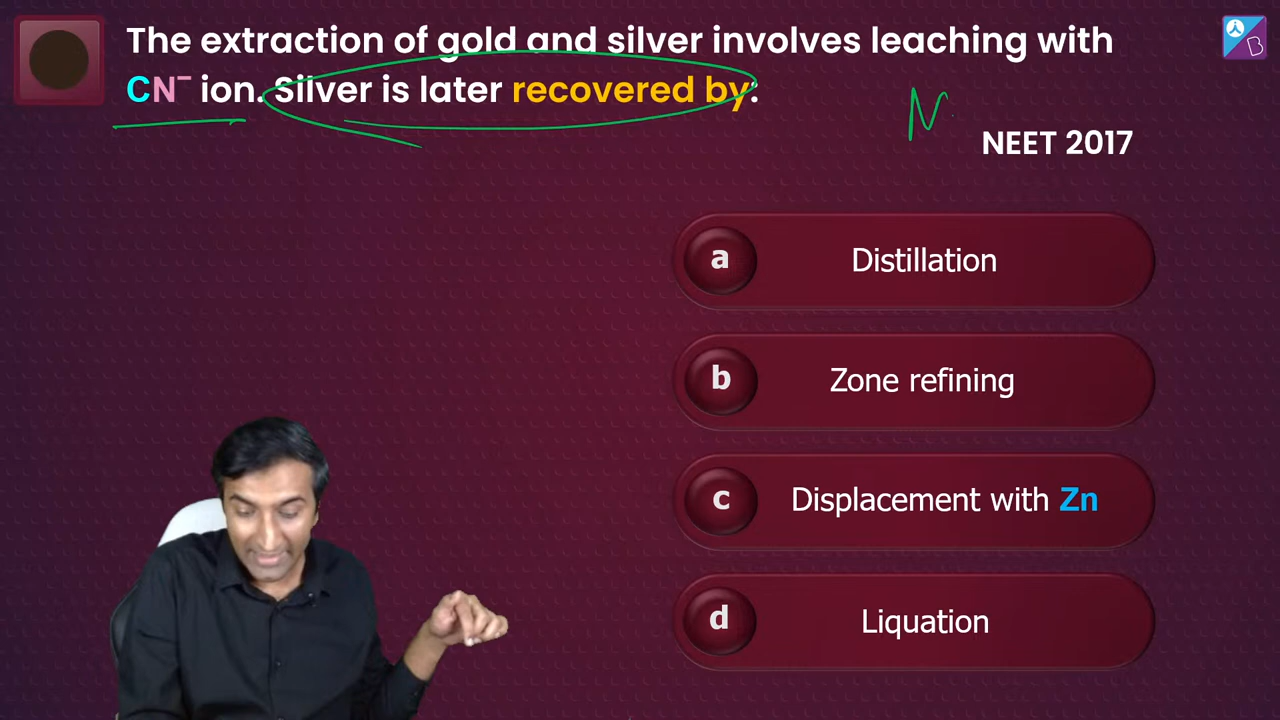 The extraction of gold and silver involves leaching with
CN⁻ ion. Silver is later recovered by:
N
NEET 2017
a Distillation
b Zone refining
c Displacement with Zn
d Liquation
B